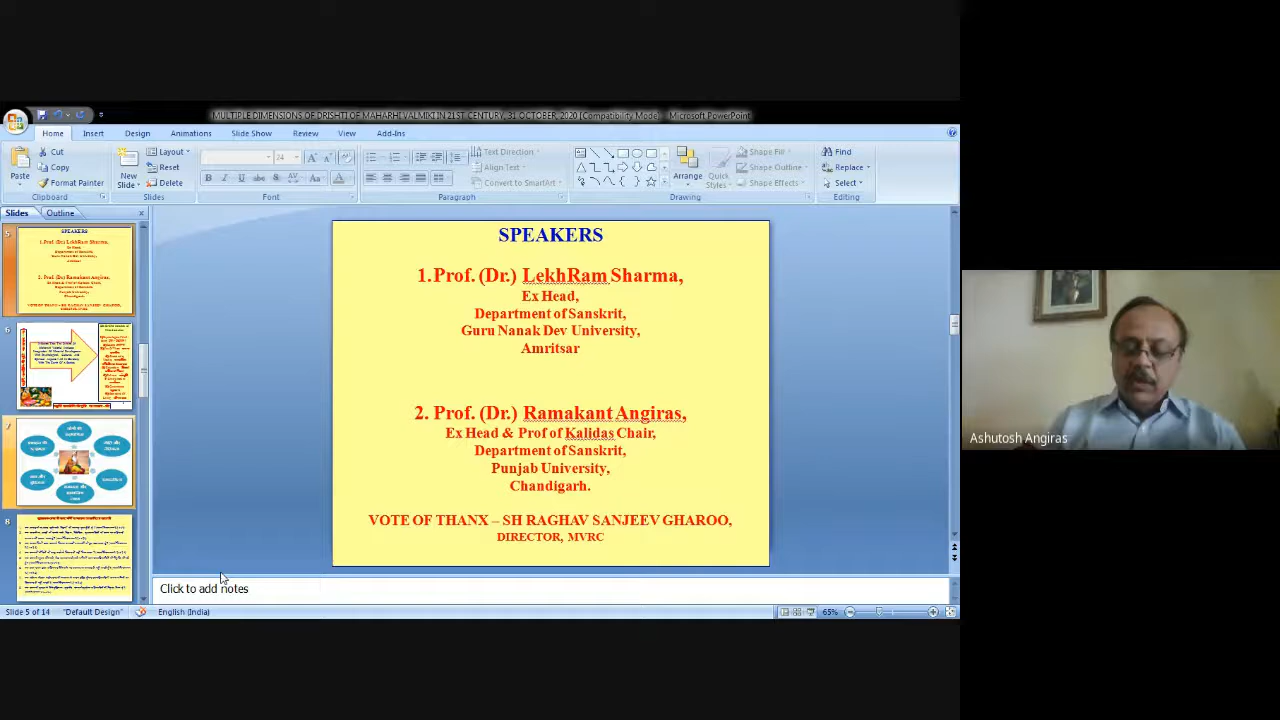 MULTIPLE DIMENSIONS OF DRISHTI OF MAHARHI VALMIKI IN 21ST CENTURY, 31 OCTOBER, 2020 [Compatibility Mode] - Microsoft PowerPoint
Home Insert Design Animations Slide Show Review View Add-Ins
Paste
Cut
Copy
Format Painter
Clipboard
New Slide
Layout
Reset
Delete
Slides
24
Font
Text Direction
Align Text
Convert to SmartArt
Paragraph
Arrange
Quick Styles
Shape Fill
Shape Outline
Shape Effects
Drawing
Find
Replace
Select
Editing
Slides Outline
5
SPEAKERS
6
7
8
SPEAKERS
1.Prof. (Dr.) LekhRam Sharma,
Ex Head,
Department of Sanskrit,
Guru Nanak Dev University,
Amritsar
2. Prof. (Dr.) Ramakant Angiras,
Ex Head & Prof of Kalidas Chair,
Department of Sanskrit,
Punjab University,
Chandigarh.
VOTE OF THANX – SH RAGHAV SANJEEV GHAROO,
DIRECTOR, MVRC
Click to add notes
Slide 5 of 14 "Default Design" English (India) 65%
Ashutosh Angiras